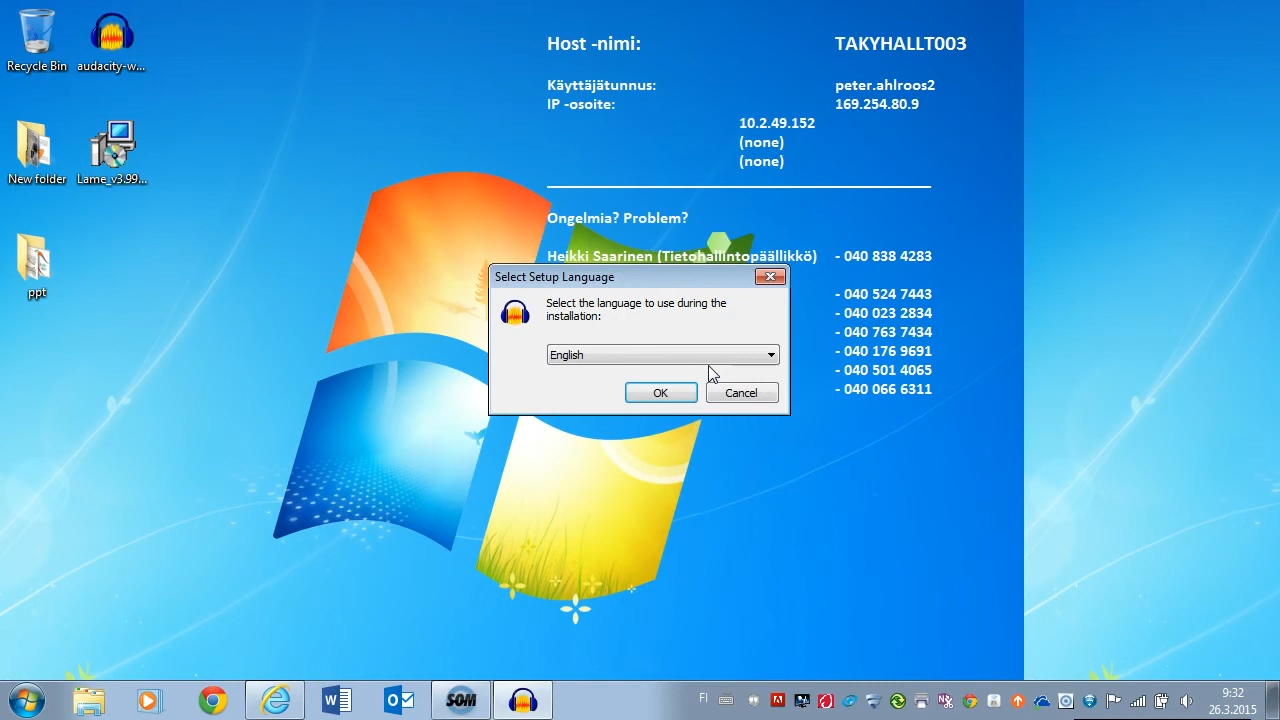 Recycle Bin
audacity-w...
New folder
Lame_v3.99...
ppt
Host -nimi: TAKYHALLT003
Käyttäjätunnus: peter.ahlroos2
IP -osoite: 169.254.80.9
10.2.49.152
(none)
(none)
Ongelmia? Problem?
Heikki Saarinen (Tietohallintopäällikkö) - 040 838 4283
- 040 524 7443
- 040 023 2834
- 040 763 7434
- 040 176 9691
- 040 501 4065
- 040 066 6311
Select Setup Language
Select the language to use during the
installation:
English
OK Cancel
SOM
FI
9:32
26.3.2015